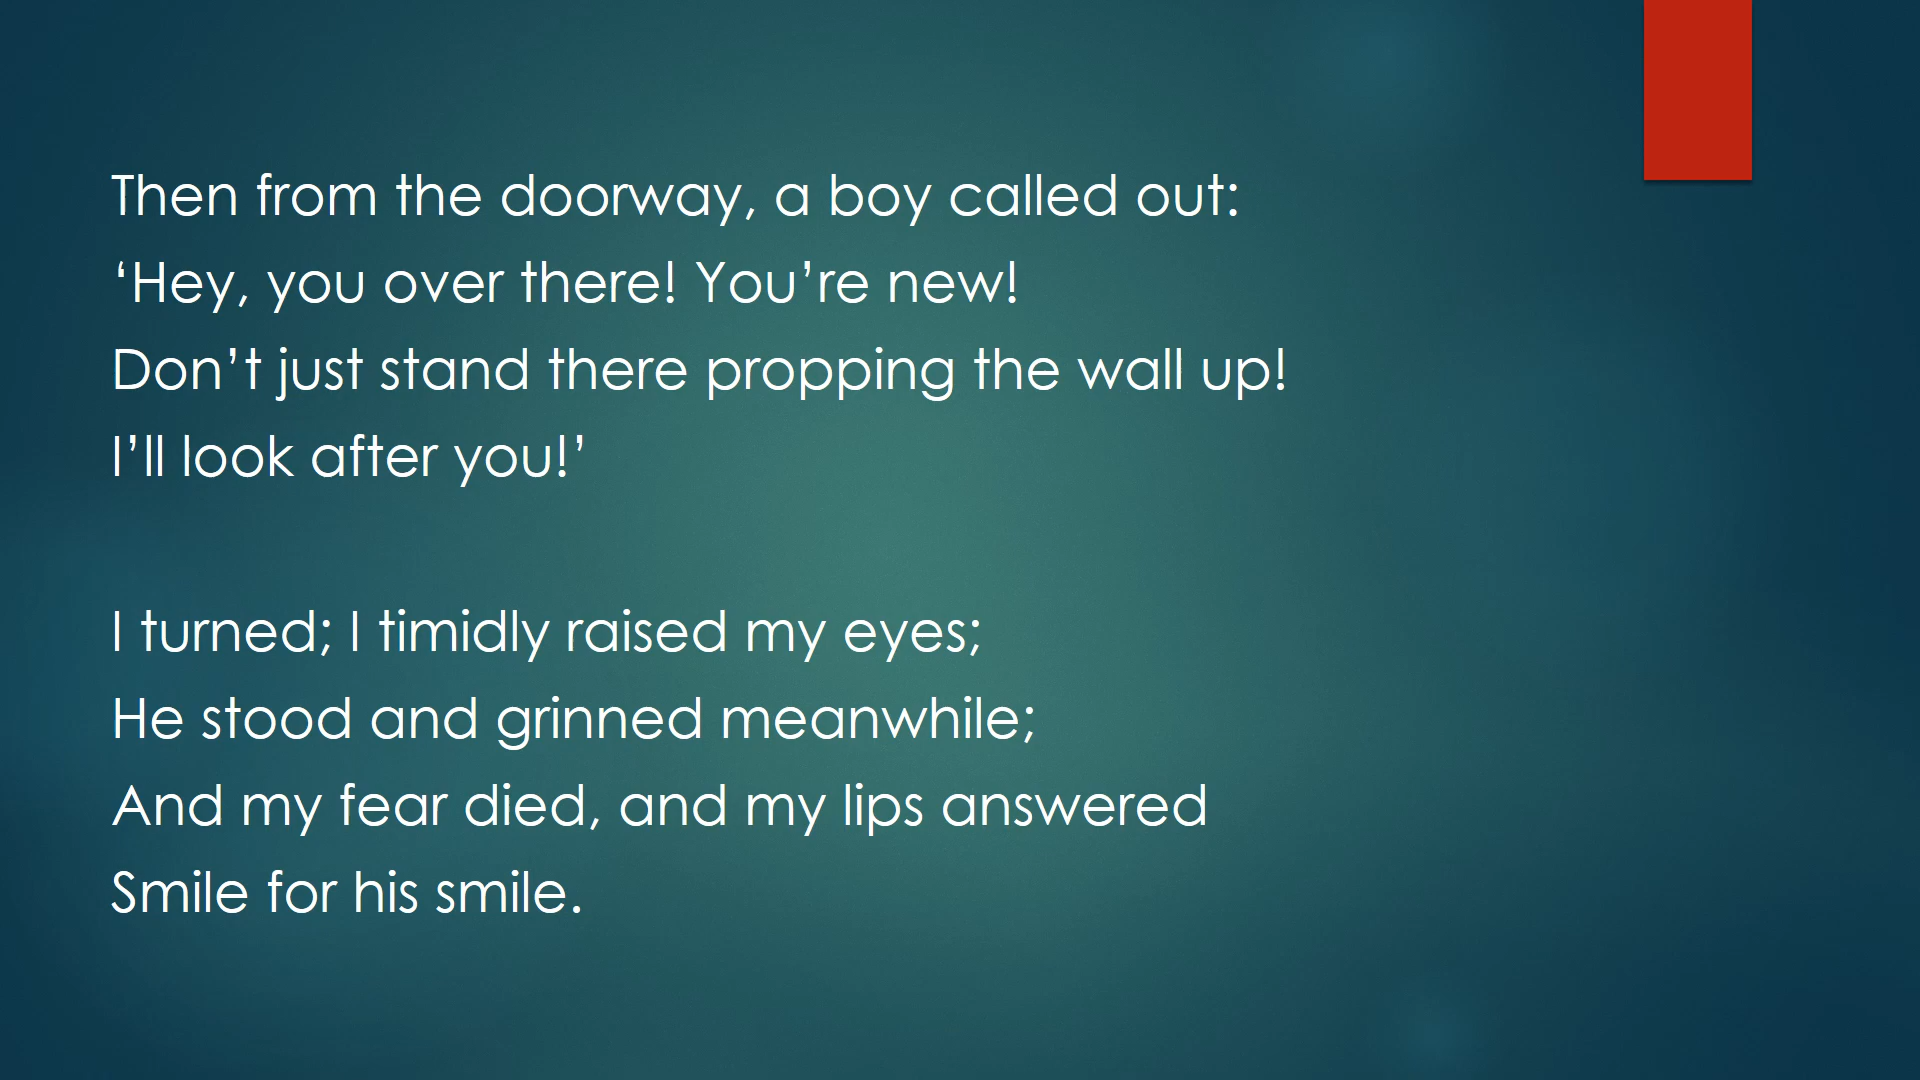 Then from the doorway, a boy called out:
‘Hey, you over there! You’re new!
Don’t just stand there propping the wall up!
I’ll look after you!’
I turned; I timidly raised my eyes;
He stood and grinned meanwhile;
And my fear died, and my lips answered
Smile for his smile.